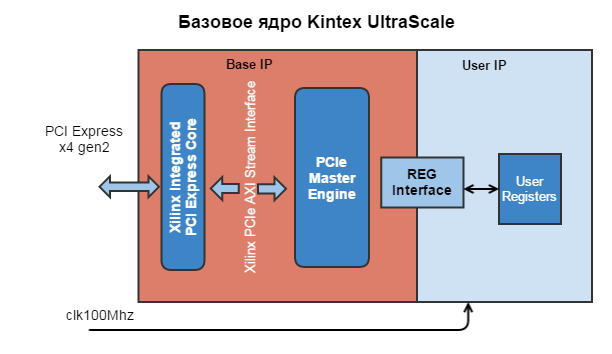 Базовое ядро Kintex UltraScale
Base IP
User IP
PCI Express
x4 gen2
Xilinx Integrated
PCI Express Core
Xilinx PCIe AXI Stream Interface
PCIe
Master
Engine
REG
Interface
User
Registers
clk100Mhz